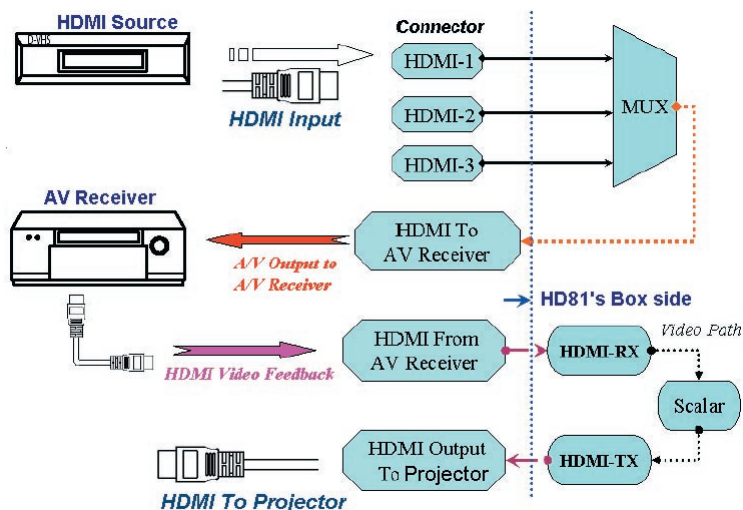 HDMI Source
D-VHS
Connector
HDMI-1
HDMI-2
HDMI-3
MUX
HDMI Input
AV Receiver
HDMI To
AV Receiver
A/V Output to
A/V Receiver
HD81's Box side
Video Path
HDMI From
AV Receiver
HDMI-RX
HDMI Video Feedback
Scalar
HDMI Output
To Projector
HDMI-TX
HDMI To Projector